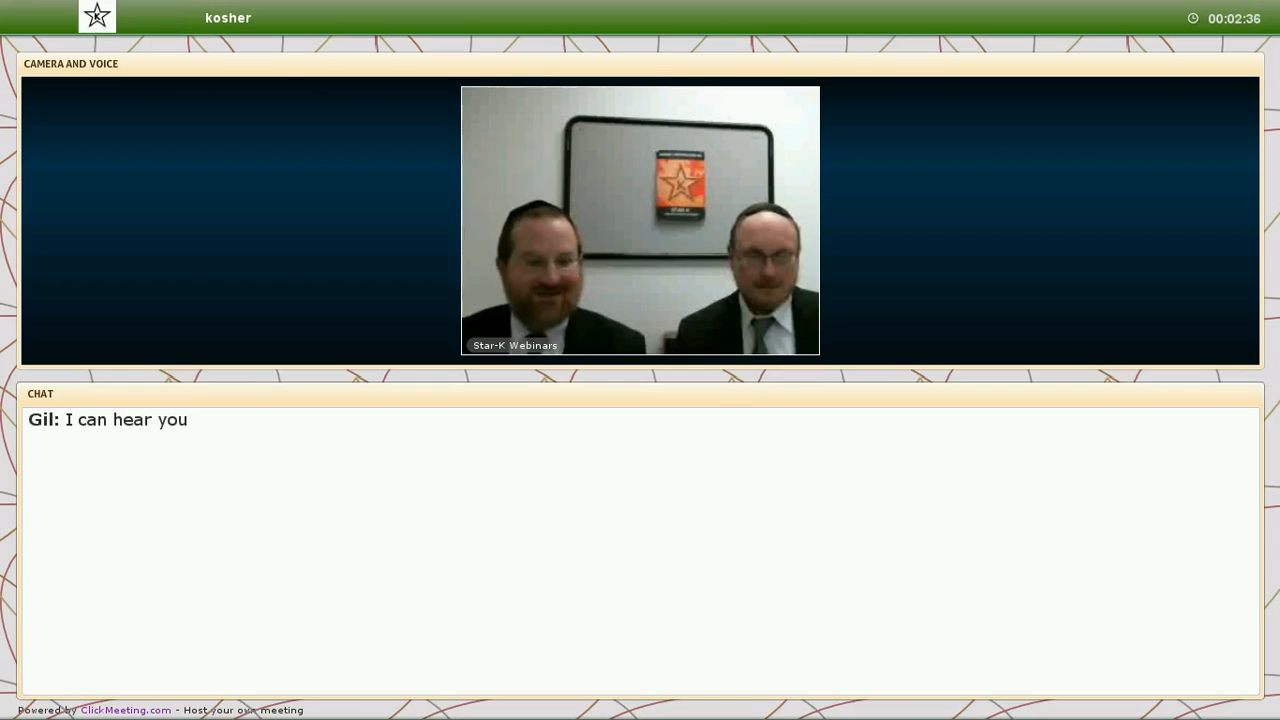 K
kosher
00:02:36
CAMERA AND VOICE
K
Star-K Webinars
CHAT
Gil: I can hear you
Powered by ClickMeeting.com - Host your own meeting